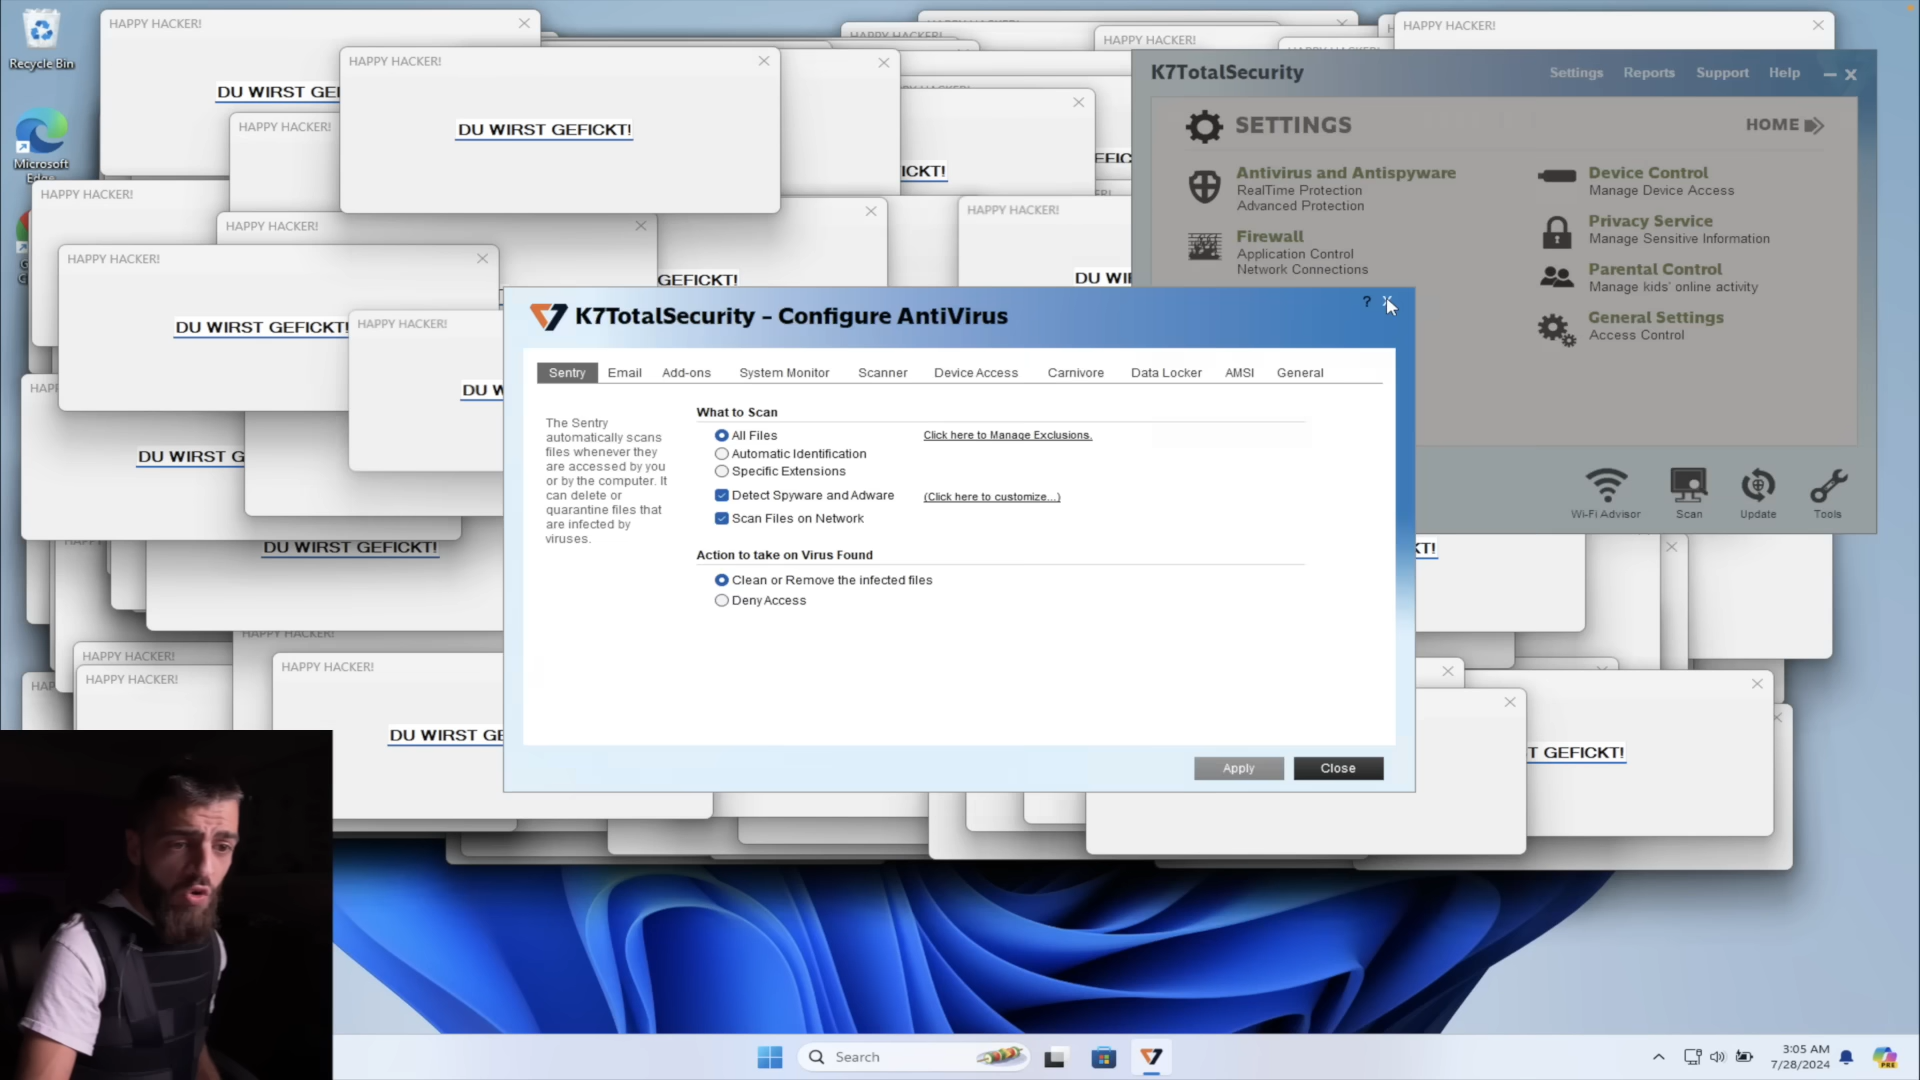 Recycle Bin
Microsoft
Edge
HAPPY HACKER!
DU WIRST GEF
HAPPY HACKER!
DU WIRST GEFICKT!
HAPPY HACKER!
HAPPY HACKER!
HAPPY HACKER!
HAPPY HACKER!
CKT!
HAPPY HACKER!
HAPPY HACKER!
HAPPY HACKER!
GEFICKT!
HAPPY HACKER!
DU WI
HAPPY HACKER!
DU WIRST GEFICKT!
HAPPY HACKER!
DU W
DU WIRST G
DU WIRST GEFICKT!
HAPPY HACKER!
HAPPY HACKER!
HAPPY HACKER!
HAPPY HACKER!
DU WIRST GE
KT!
T GEFICKT!
K7TotalSecurity
Settings
Reports
Support
Help
SETTINGS
HOME
Antivirus and Antispyware
RealTime Protection
Advanced Protection
Firewall
Application Control
Network Connections
Device Control
Manage Device Access
Privacy Service
Manage Sensitive Information
Parental Control
Manage kids' online activity
General Settings
Access Control
Wi-Fi Advisor
Scan
Update
Tools
K7TotalSecurity - Configure AntiVirus
?
Sentry
Email
Add-ons
System Monitor
Scanner
Device Access
Carnivore
Data Locker
AMSI
General
The Sentry
automatically scans
files whenever they
are accessed by you
or by the computer. It
can delete or
quarantine files that
are infected by
viruses.
What to Scan
All Files
Click here to Manage Exclusions.
Automatic Identification
Specific Extensions
Detect Spyware and Adware
(Click here to customize...)
Scan Files on Network
Action to take on Virus Found
Clean or Remove the infected files
Deny Access
Apply
Close
Search
3:05 AM
7/28/2024
PRE